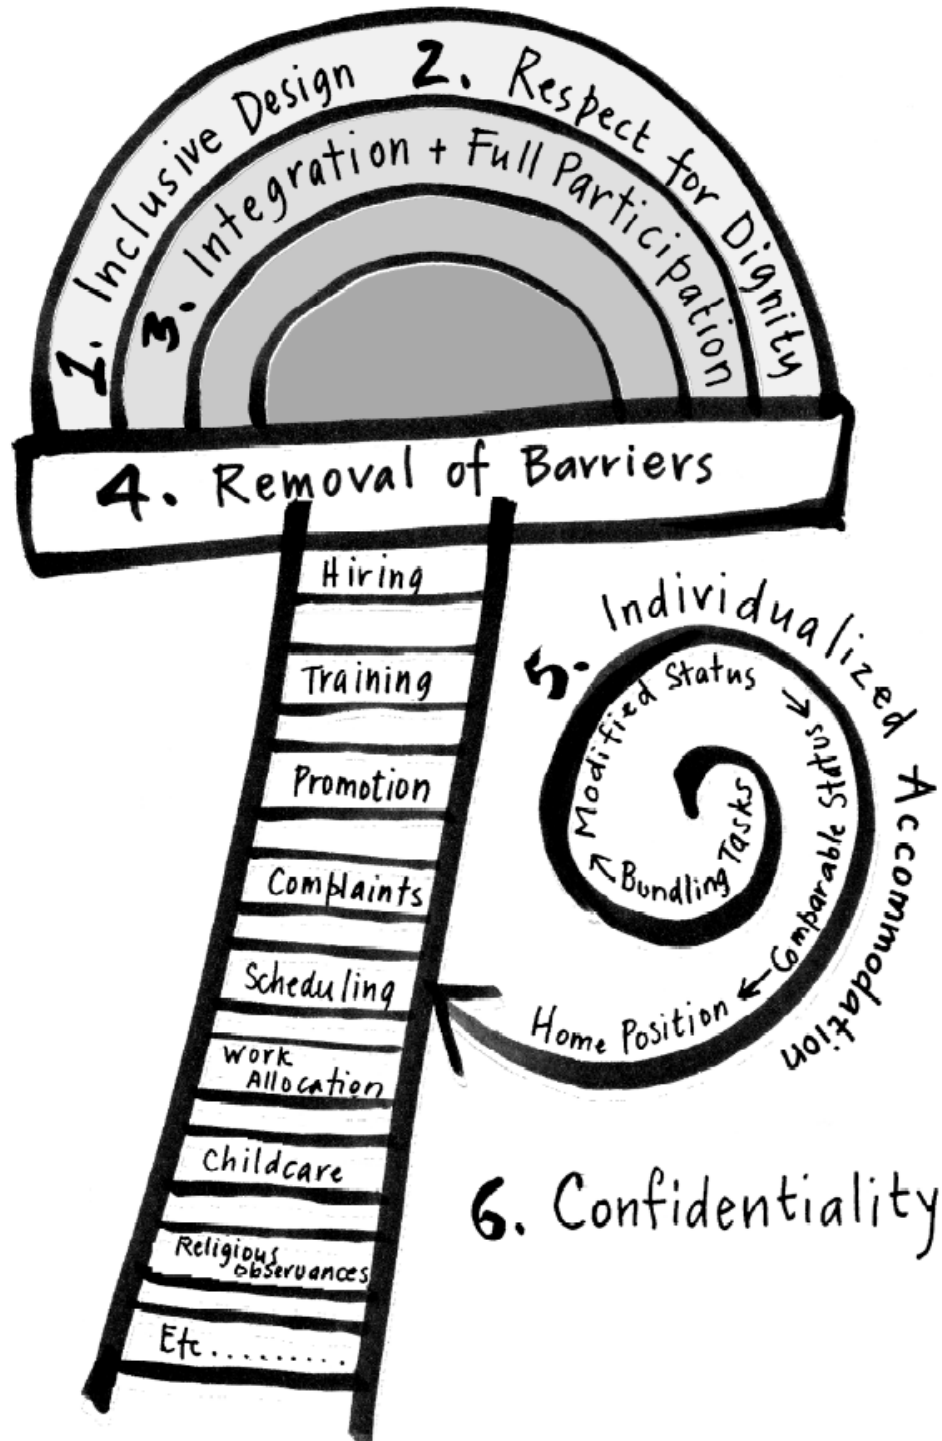 1. Inclusive Design
2. Respect for Dignity
3. Integration + Full Participation
4. Removal of Barriers
Hiring
Training
Promotion
Complaints
Scheduling
Work
Allocation
Childcare
Religious
observances
Etc.........
5. Individualized Accommodation
Bundling Tasks
Modified Status →
Comparable Status
Home Position
6. Confidentiality